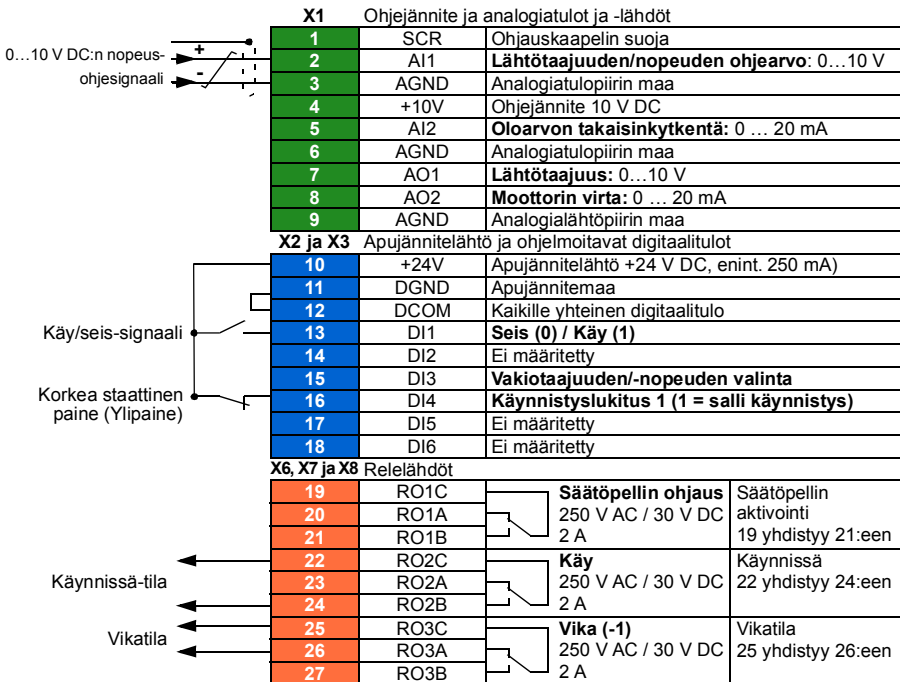 X1 Ohjejännite ja analogiatulot ja -lähdöt
1 SCR Ohjauskaapelin suoja
0…10 V DC:n nopeus-
ohjesignaali
+
-
2 AI1 Lähtötaajuuden/nopeuden ohjearvo: 0…10 V
3 AGND Analogiatulopiirin maa
4 +10V Ohjejännite 10 V DC
5 AI2 Oloarvon takaisinkytkentä: 0 … 20 mA
6 AGND Analogiatulopiirin maa
7 AO1 Lähtötaajuus: 0…10 V
8 AO2 Moottorin virta: 0 … 20 mA
9 AGND Analogialähtöpiirin maa
X2 ja X3 Apujännitelähtö ja ohjelmoitavat digitaalitulot
10 +24V Apujännitelähtö +24 V DC, enint. 250 mA)
11 DGND Apujännitemaa
12 DCOM Kaikille yhteinen digitaalitulo
Käy/seis-signaali
13 DI1 Seis (0) / Käy (1)
14 DI2 Ei määritetty
15 DI3 Vakiotaajuuden/-nopeuden valinta
Korkea staattinen
paine (Ylipaine)
16 DI4 Käynnistyslukitus 1 (1 = salli käynnistys)
17 DI5 Ei määritetty
18 DI6 Ei määritetty
X6, X7 ja X8 Relelähdöt
19 RO1C Säätöpellin ohjaus Säätöpellin
20 RO1A 250 V AC / 30 V DC aktivointi
21 RO1B 2 A 19 yhdistyy 21:een
22 RO2C Käy Käynnissä
Käynnissä-tila
23 RO2A 250 V AC / 30 V DC 22 yhdistyy 24:een
24 RO2B 2 A
25 RO3C Vika (-1) Vikatila
Vikatila
26 RO3A 250 V AC / 30 V DC 25 yhdistyy 26:een
27 RO3B 2 A